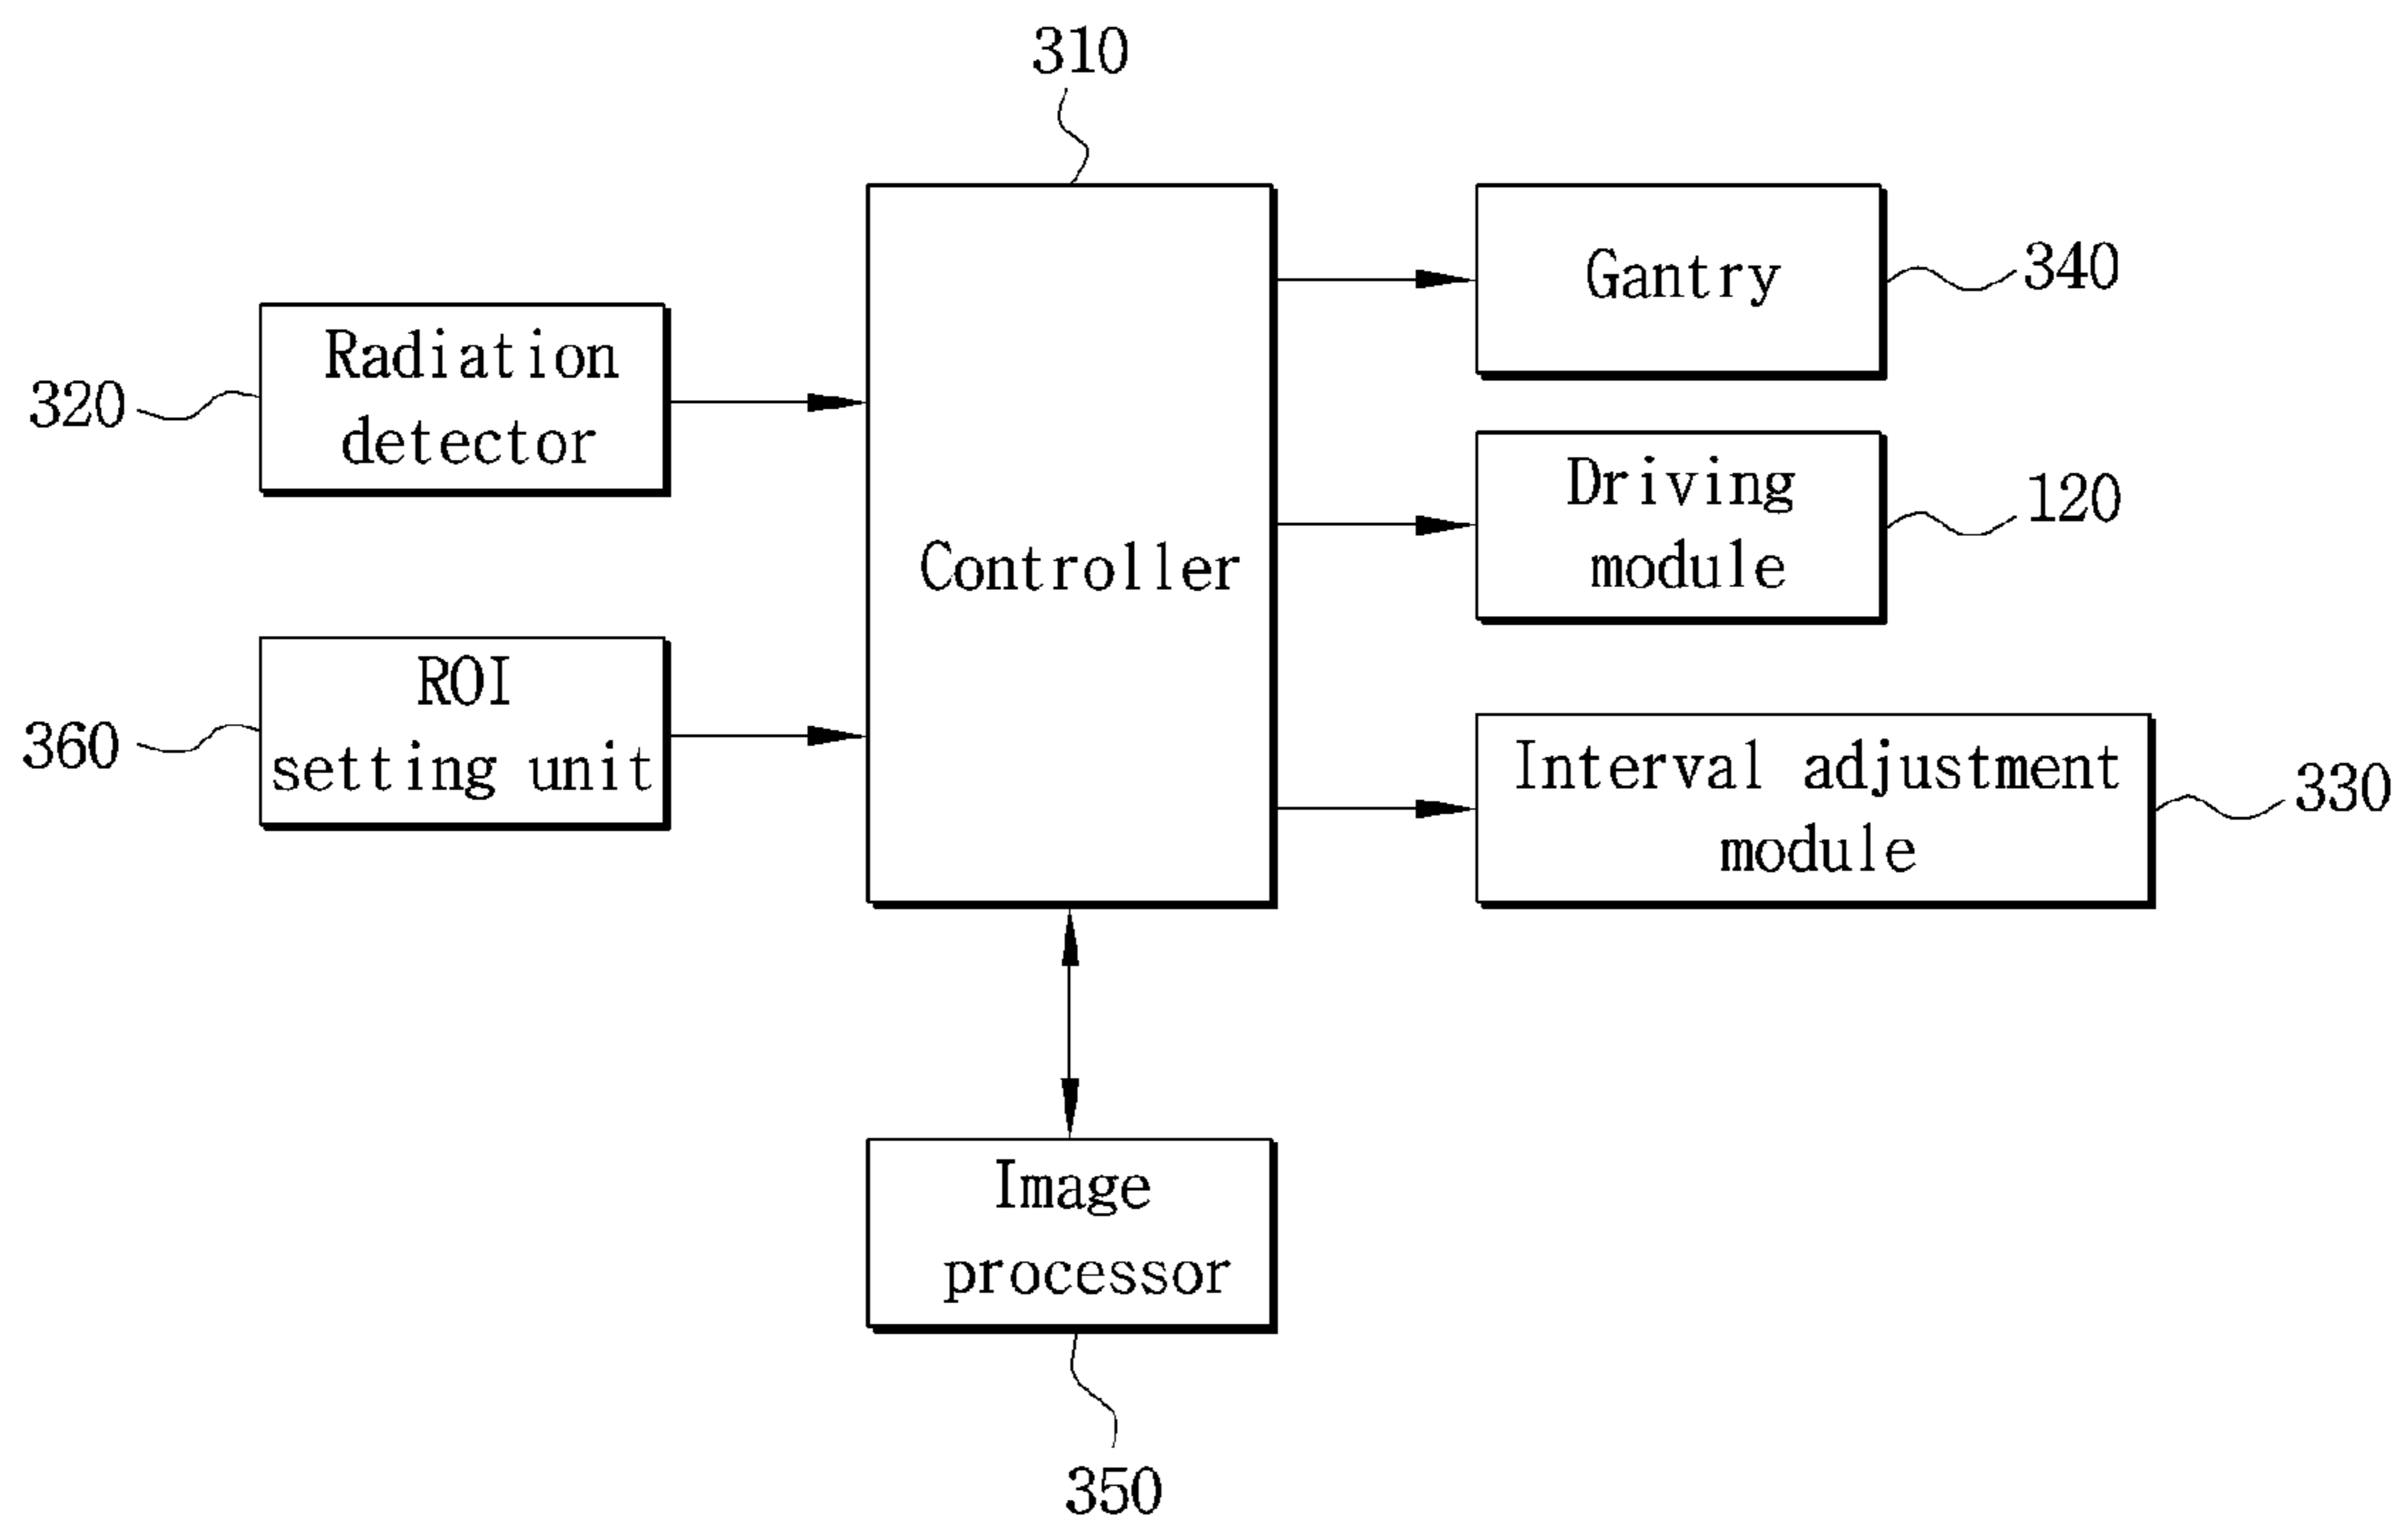 310
Gantry
340
Radiation
detector
320
Driving
module
120
Controller
ROI
setting unit
360
Interval adjustment
module
330
Image
processor
350